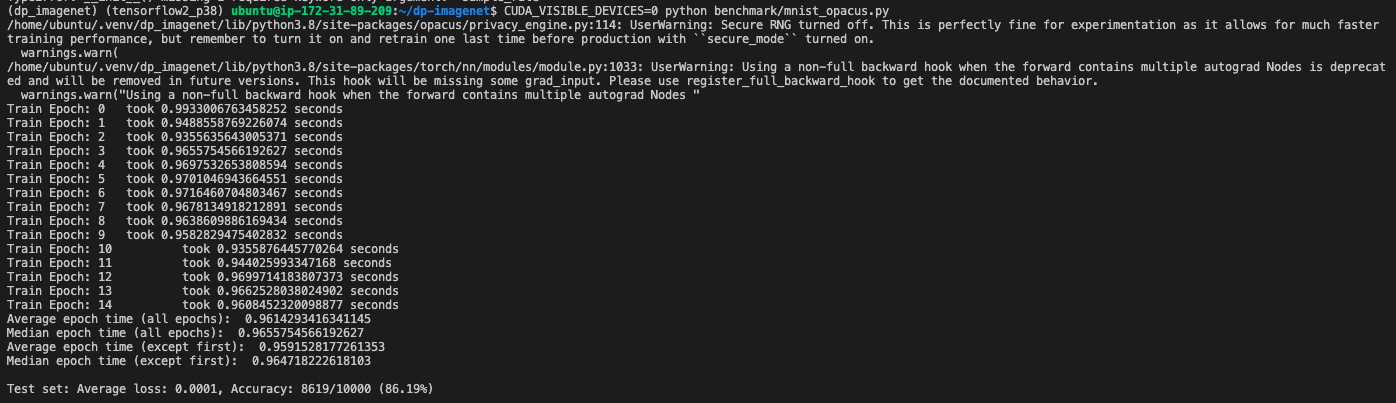 (dp_imagenet) (tensorflow2_p38) ubuntu@ip-172-31-89-209:~/dp-imagenet$ CUDA_VISIBLE_DEVICES=0 python benchmark/mnist_opacus.py
/home/ubuntu/.venv/dp_imagenet/lib/python3.8/site-packages/opacus/privacy_engine.py:114: UserWarning: Secure RNG turned off. This is perfectly fine for experimentation as it allows for much faster
training performance, but remember to turn it on and retrain one last time before production with ``secure_mode`` turned on.
warnings.warn(
/home/ubuntu/.venv/dp_imagenet/lib/python3.8/site-packages/torch/nn/modules/module.py:1033: UserWarning: Using a non-full backward hook when the forward contains multiple autograd Nodes is deprecat
ed and will be removed in future versions. This hook will be missing some grad_input. Please use register_full_backward_hook to get the documented behavior.
warnings.warn("Using a non-full backward hook when the forward contains multiple autograd Nodes "
Train Epoch: 0 took 0.9933006763458252 seconds
Train Epoch: 1 took 0.9488558769226074 seconds
Train Epoch: 2 took 0.9355635643005371 seconds
Train Epoch: 3 took 0.9655754566192627 seconds
Train Epoch: 4 took 0.9697532653808594 seconds
Train Epoch: 5 took 0.9701046943664551 seconds
Train Epoch: 6 took 0.9716460704803467 seconds
Train Epoch: 7 took 0.9678134918212891 seconds
Train Epoch: 8 took 0.9638609886169434 seconds
Train Epoch: 9 took 0.9582829475402832 seconds
Train Epoch: 10 took 0.9355876445770264 seconds
Train Epoch: 11 took 0.944025993347168 seconds
Train Epoch: 12 took 0.9699714183807373 seconds
Train Epoch: 13 took 0.9662528038024902 seconds
Train Epoch: 14 took 0.9608452320098877 seconds
Average epoch time (all epochs): 0.9614293416341145
Median epoch time (all epochs): 0.9655754566192627
Average epoch time (except first): 0.9591528177261353
Median epoch time (except first): 0.964718222618103
Test set: Average loss: 0.0001, Accuracy: 8619/10000 (86.19%)